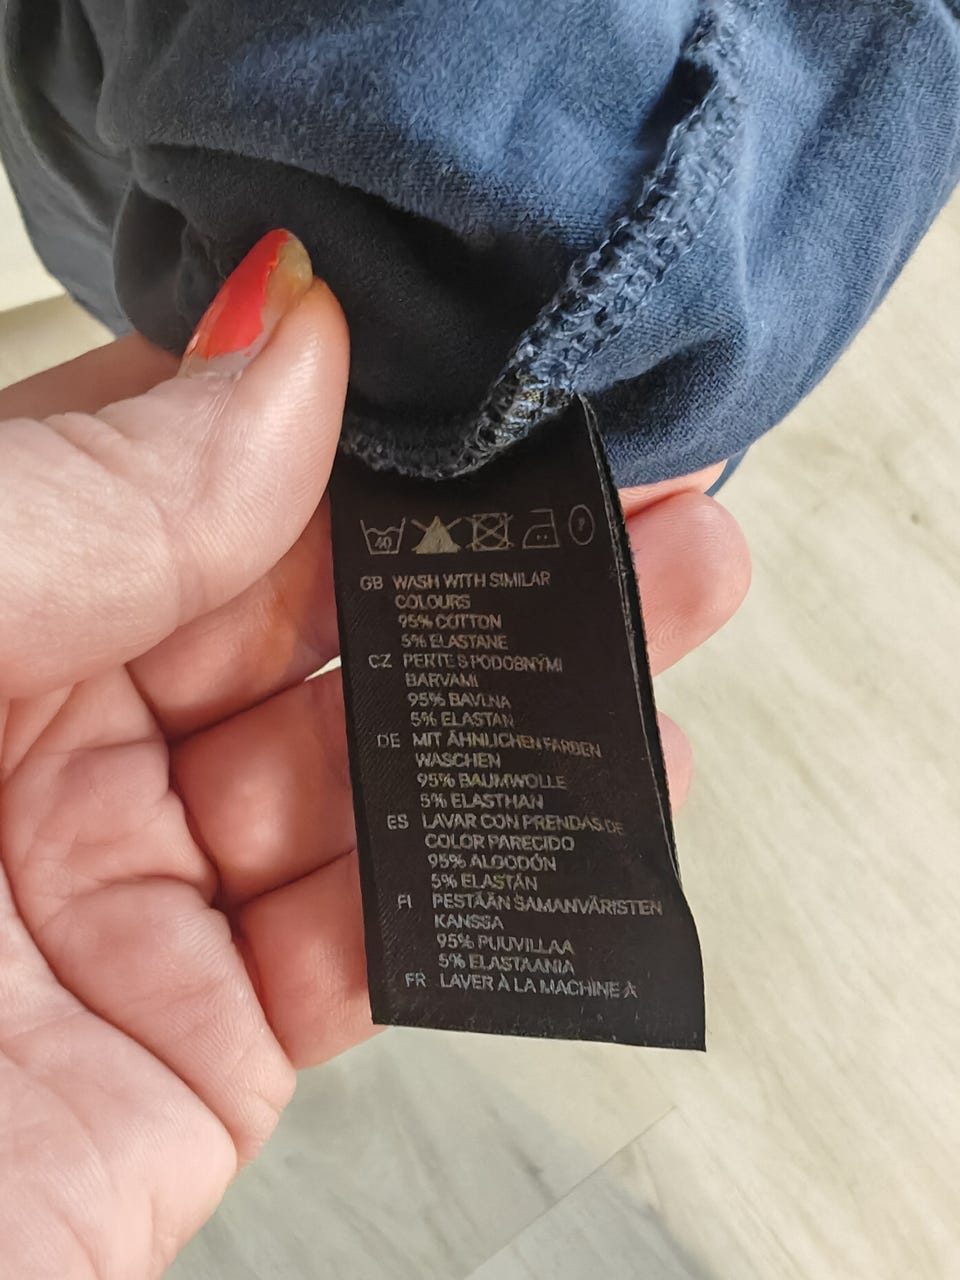 40
GB WASH WITH SIMILAR
COLOURS
95% COTTON
5% ELASTANE
CZ PERTE S PODOBNÝMI
BARVAMI
95% BAVLNA
5% ELASTAN
DE MIT ÄHNLICHEN FARBEN
WASCHEN
95% BAUMWOLLE
5% ELASTHAN
ES LAVAR CON PRENDAS DE
COLOR PARECIDO
95% ALGODÓN
5% ELASTÁN
FI PESTÄÄN SAMANVÄRISTEN
KANSSA
95% PUUVILLAA
5% ELASTAANIA
FR LAVER À LA MACHINE À